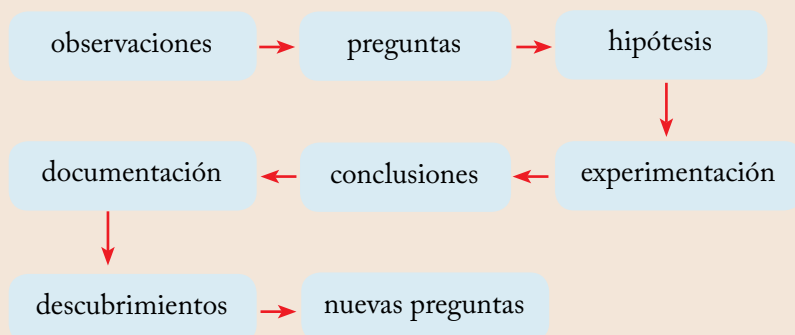 observaciones
preguntas
hipótesis
experimentación
conclusiones
documentación
descubrimientos
nuevas preguntas